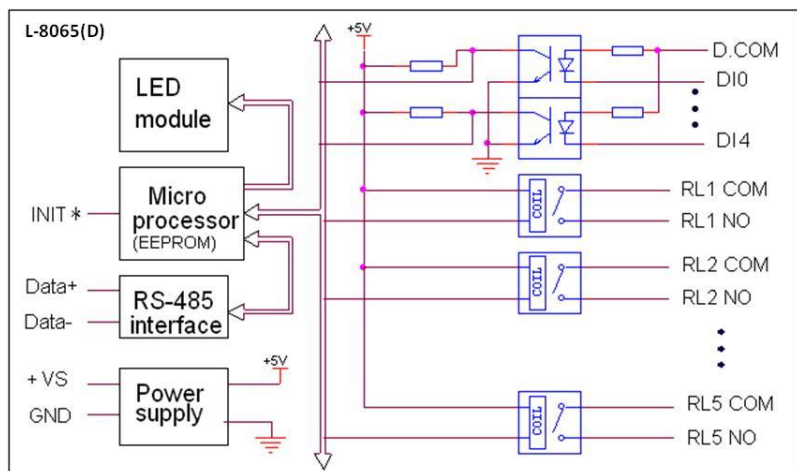 L-8065(D)
LED
module
INIT *
Micro
processor
(EEPROM)
Data+
Data-
RS-485
interface
+ VS
GND
Power
supply
+5V
+5V
D.COM
DI0
DI4
COIL
RL1 COM
RL1 NO
COIL
RL2 COM
RL2 NO
COIL
RL5 COM
RL5 NO